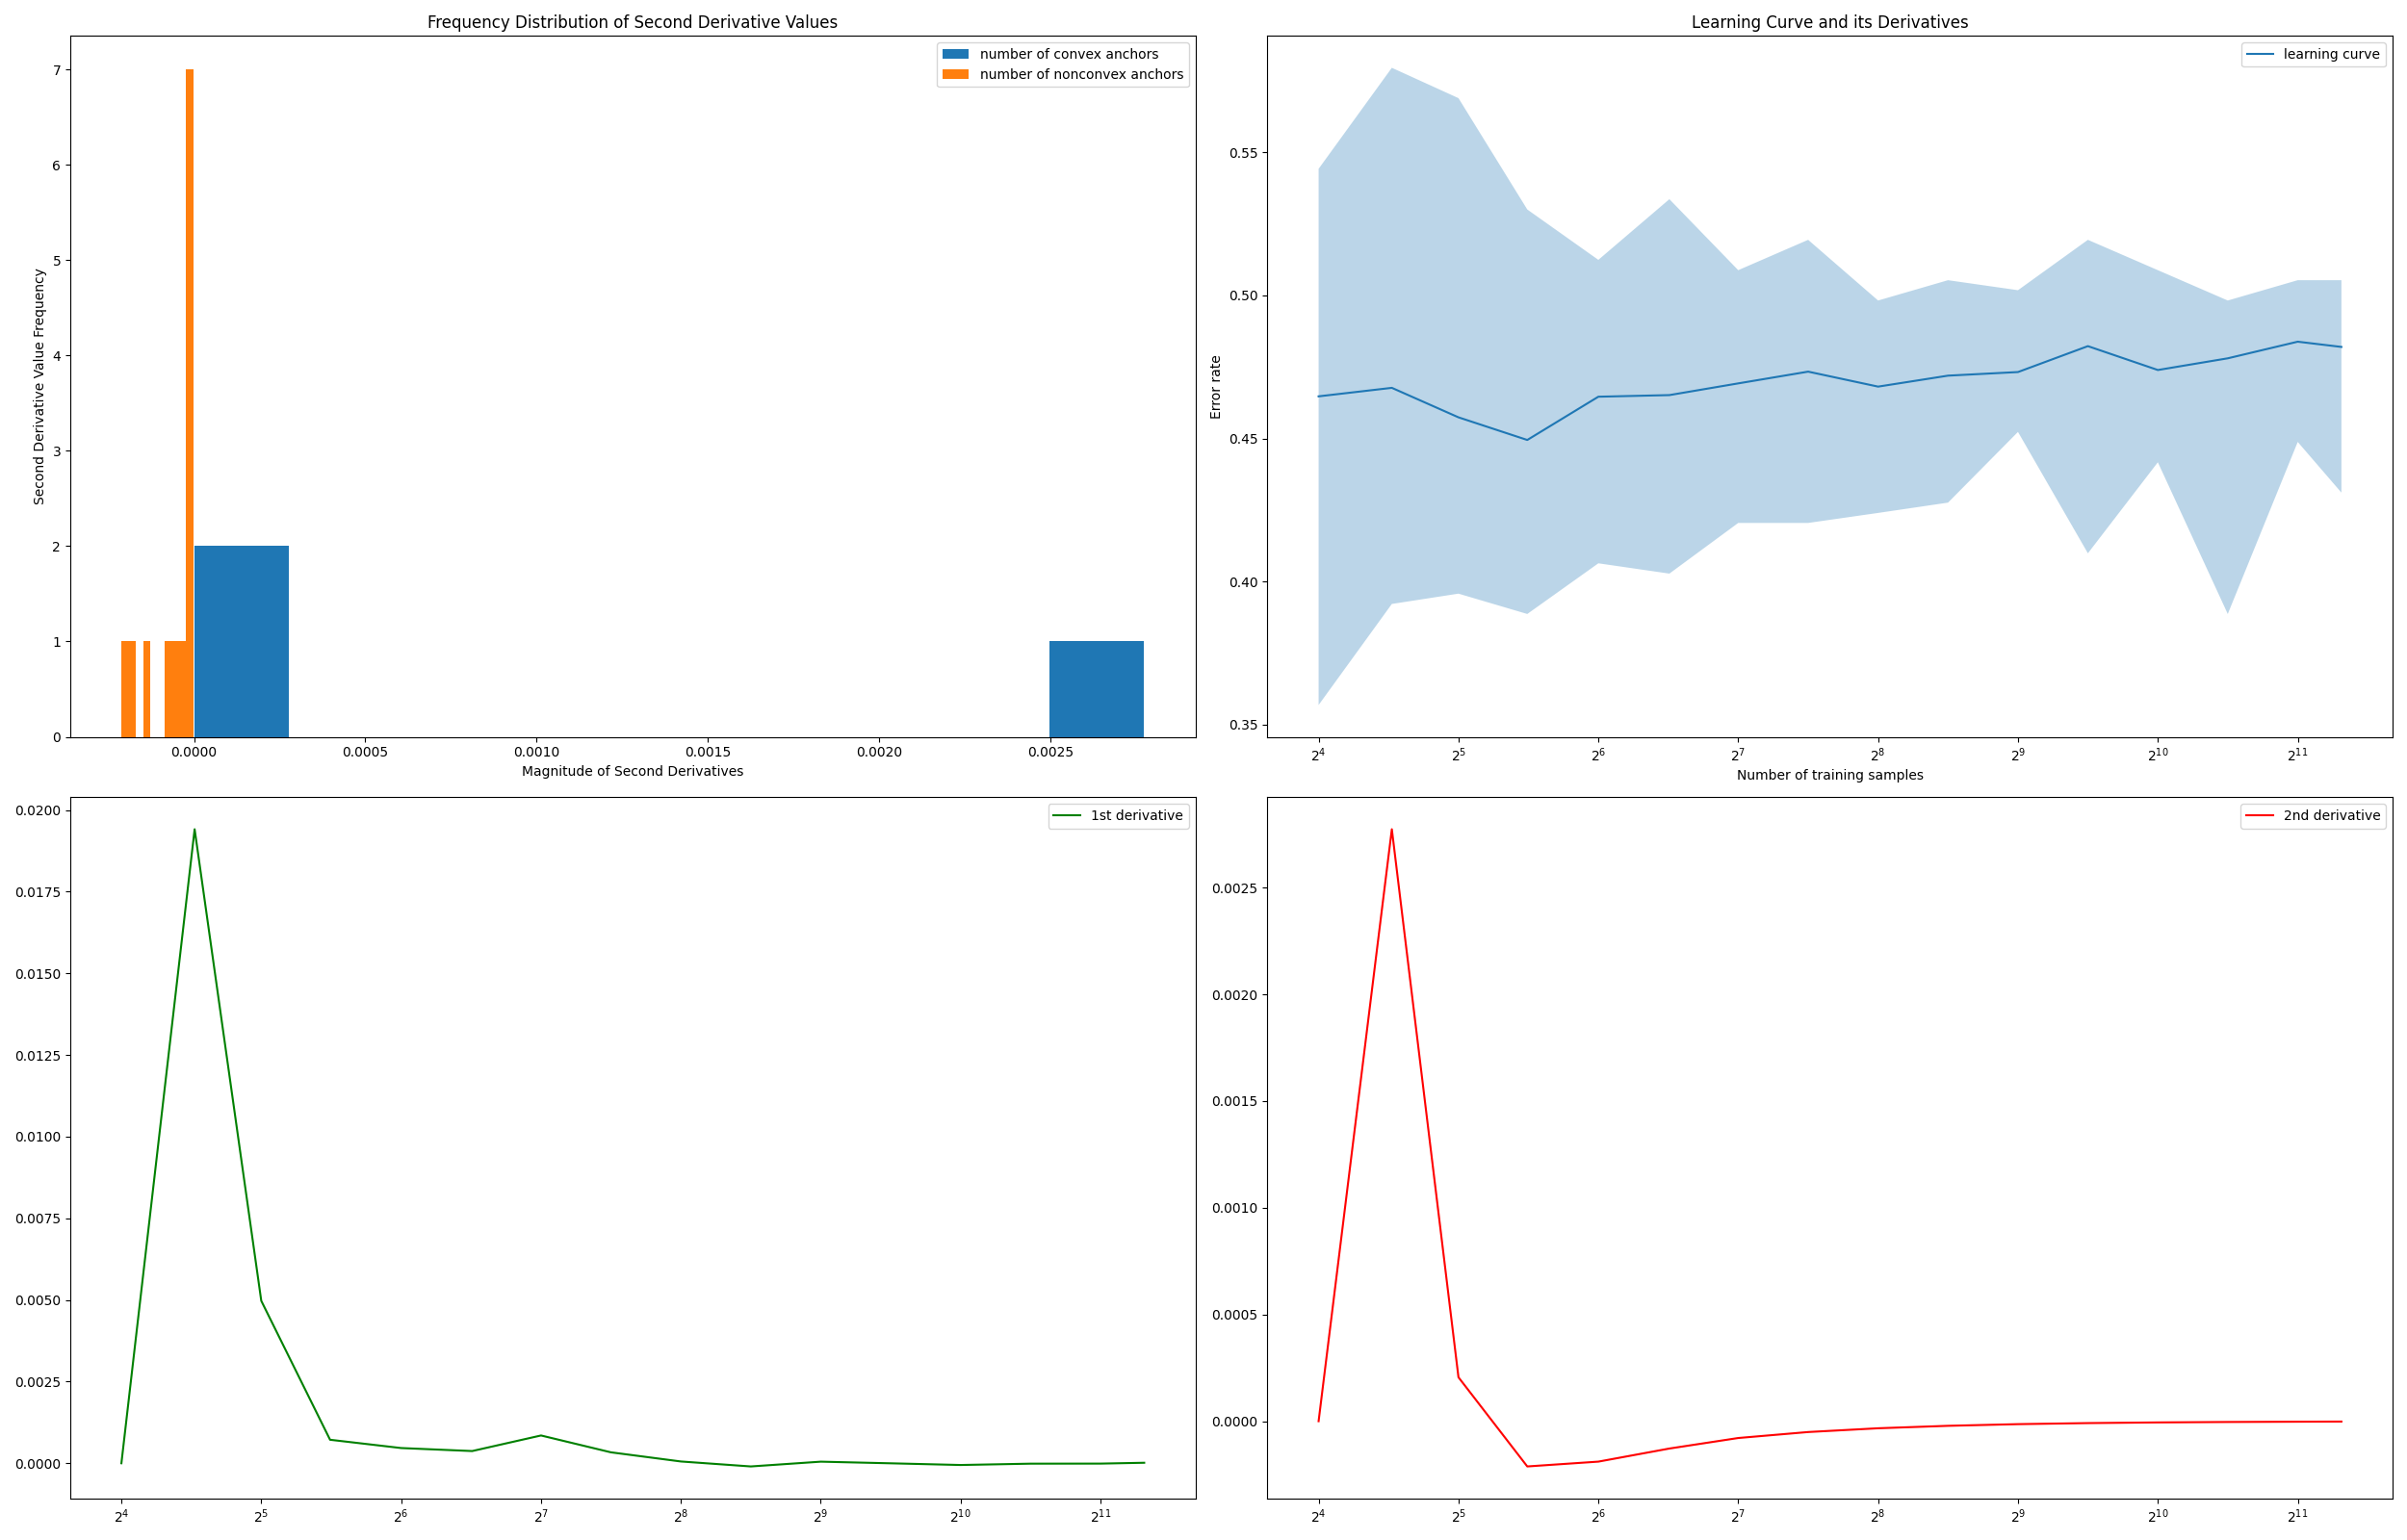 Frequency Distribution of Second Derivative Values
number of convex anchors
number of nonconvex anchors
7
6
5
4
3
2
1
0
Second Derivative Value Frequency
0.0000 0.0005 0.0010 0.0015 0.0020 0.0025
Magnitude of Second Derivatives
Learning Curve and its Derivatives
learning curve
0.55
0.50
0.45
0.40
0.35
Error rate
2^4 2^5 2^6 2^7 2^8 2^9 2^10 2^11
Number of training samples
1st derivative
0.0200
0.0175
0.0150
0.0125
0.0100
0.0075
0.0050
0.0025
0.0000
2^4 2^5 2^6 2^7 2^8 2^9 2^10 2^11
2nd derivative
0.0025
0.0020
0.0015
0.0010
0.0005
0.0000
2^4 2^5 2^6 2^7 2^8 2^9 2^10 2^11